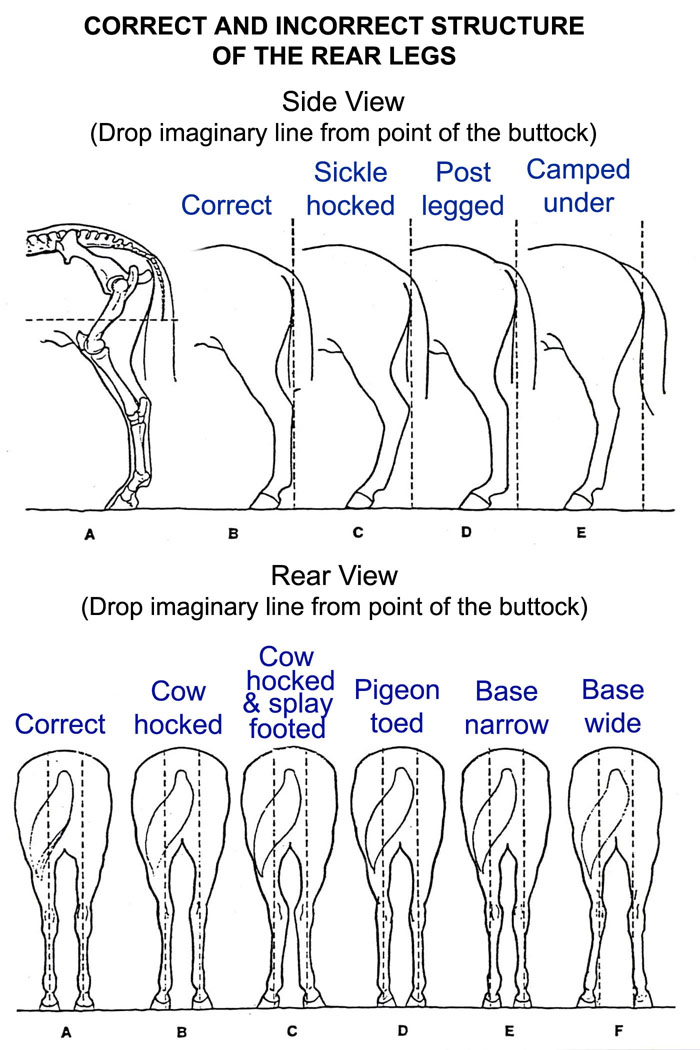 CORRECT AND INCORRECT STRUCTURE
OF THE REAR LEGS
Side View
(Drop imaginary line from point of the buttock)
Correct
Sickle
hocked
Post
legged
Camped
under
A B C D E
Rear View
(Drop imaginary line from point of the buttock)
Correct
Cow
hocked
Cow
hocked
& splay
footed
Pigeon
toed
Base
narrow
Base
wide
A B C D E F